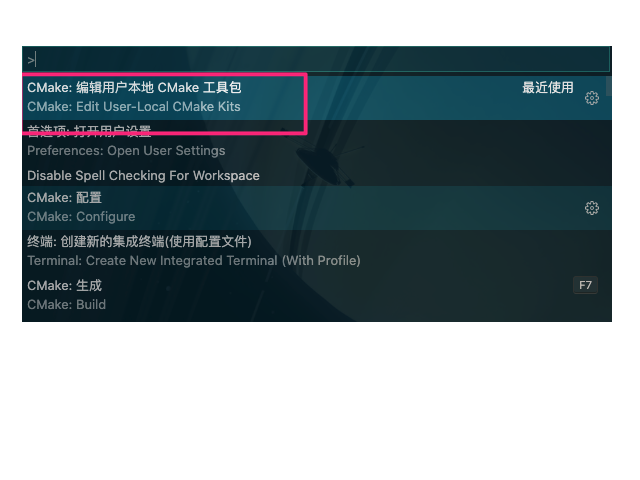 >
CMake: 编辑用户本地 CMake 工具包
最近使用
CMake: Edit User-Local CMake Kits
首选项: 打开用户设置
Preferences: Open User Settings
Disable Spell Checking For Workspace
CMake: 配置
CMake: Configure
终端: 创建新的集成终端(使用配置文件)
Terminal: Create New Integrated Terminal (With Profile)
CMake: 生成
F7
CMake: Build